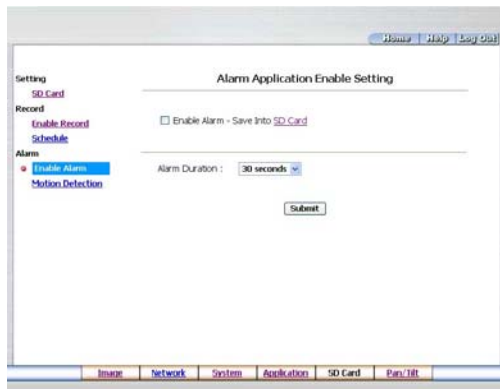 Home | Help | Log Out
Alarm Application Enable Setting
Setting
SD Card
Record
Enable Record
Schedule
Alarm
Enable Alarm
Motion Detection
Enable Alarm - Save Into SD Card
Alarm Duration :
30 seconds
Submit
Image
Network
System
Application
SD Card
Pan/Tilt